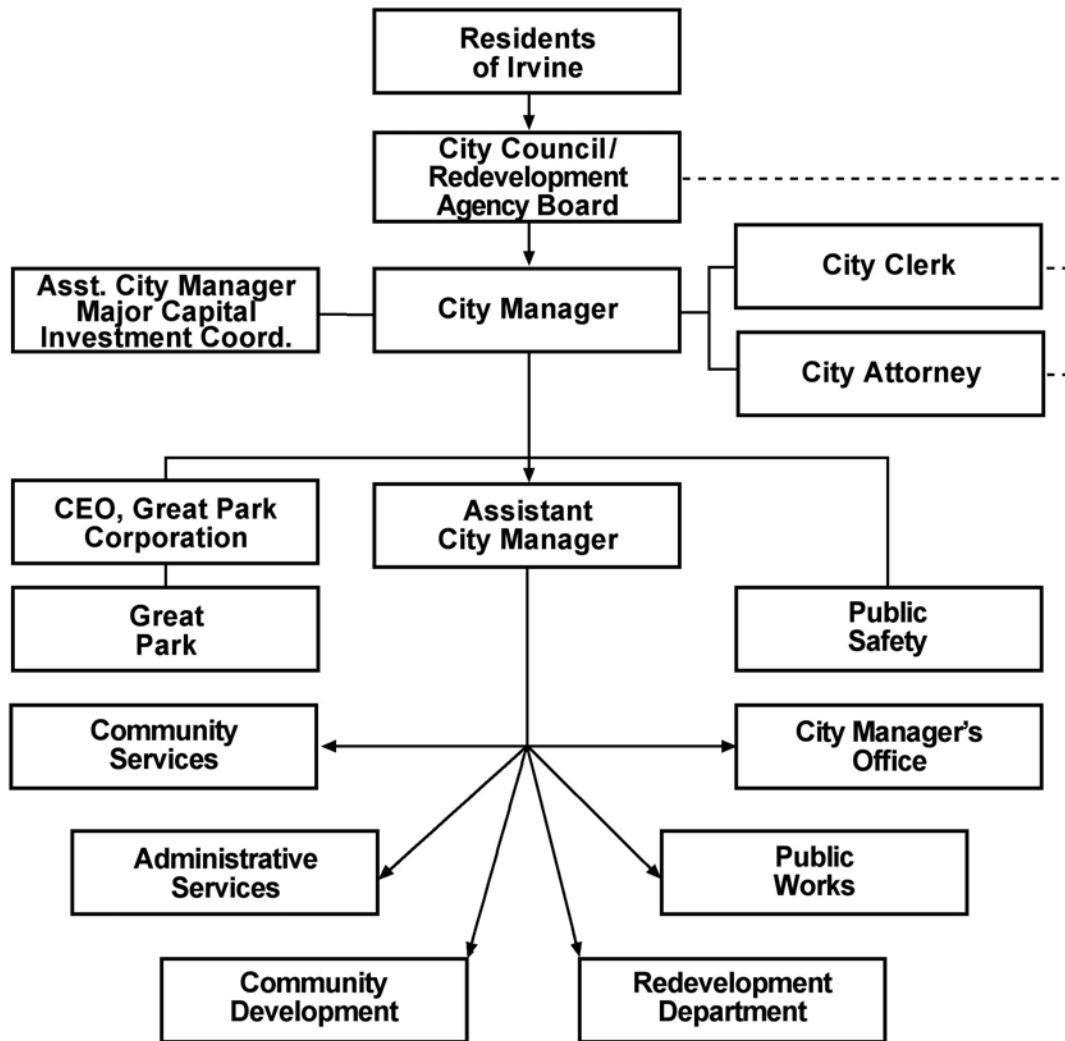 Residents
of Irvine
City Council/
Redevelopment
Agency Board
City Clerk
Asst. City Manager
Major Capital
Investment Coord.
City Manager
City Attorney
CEO, Great Park
Corporation
Assistant
City Manager
Great
Park
Public
Safety
Community
Services
City Manager's
Office
Administrative
Services
Public
Works
Community
Development
Redevelopment
Department